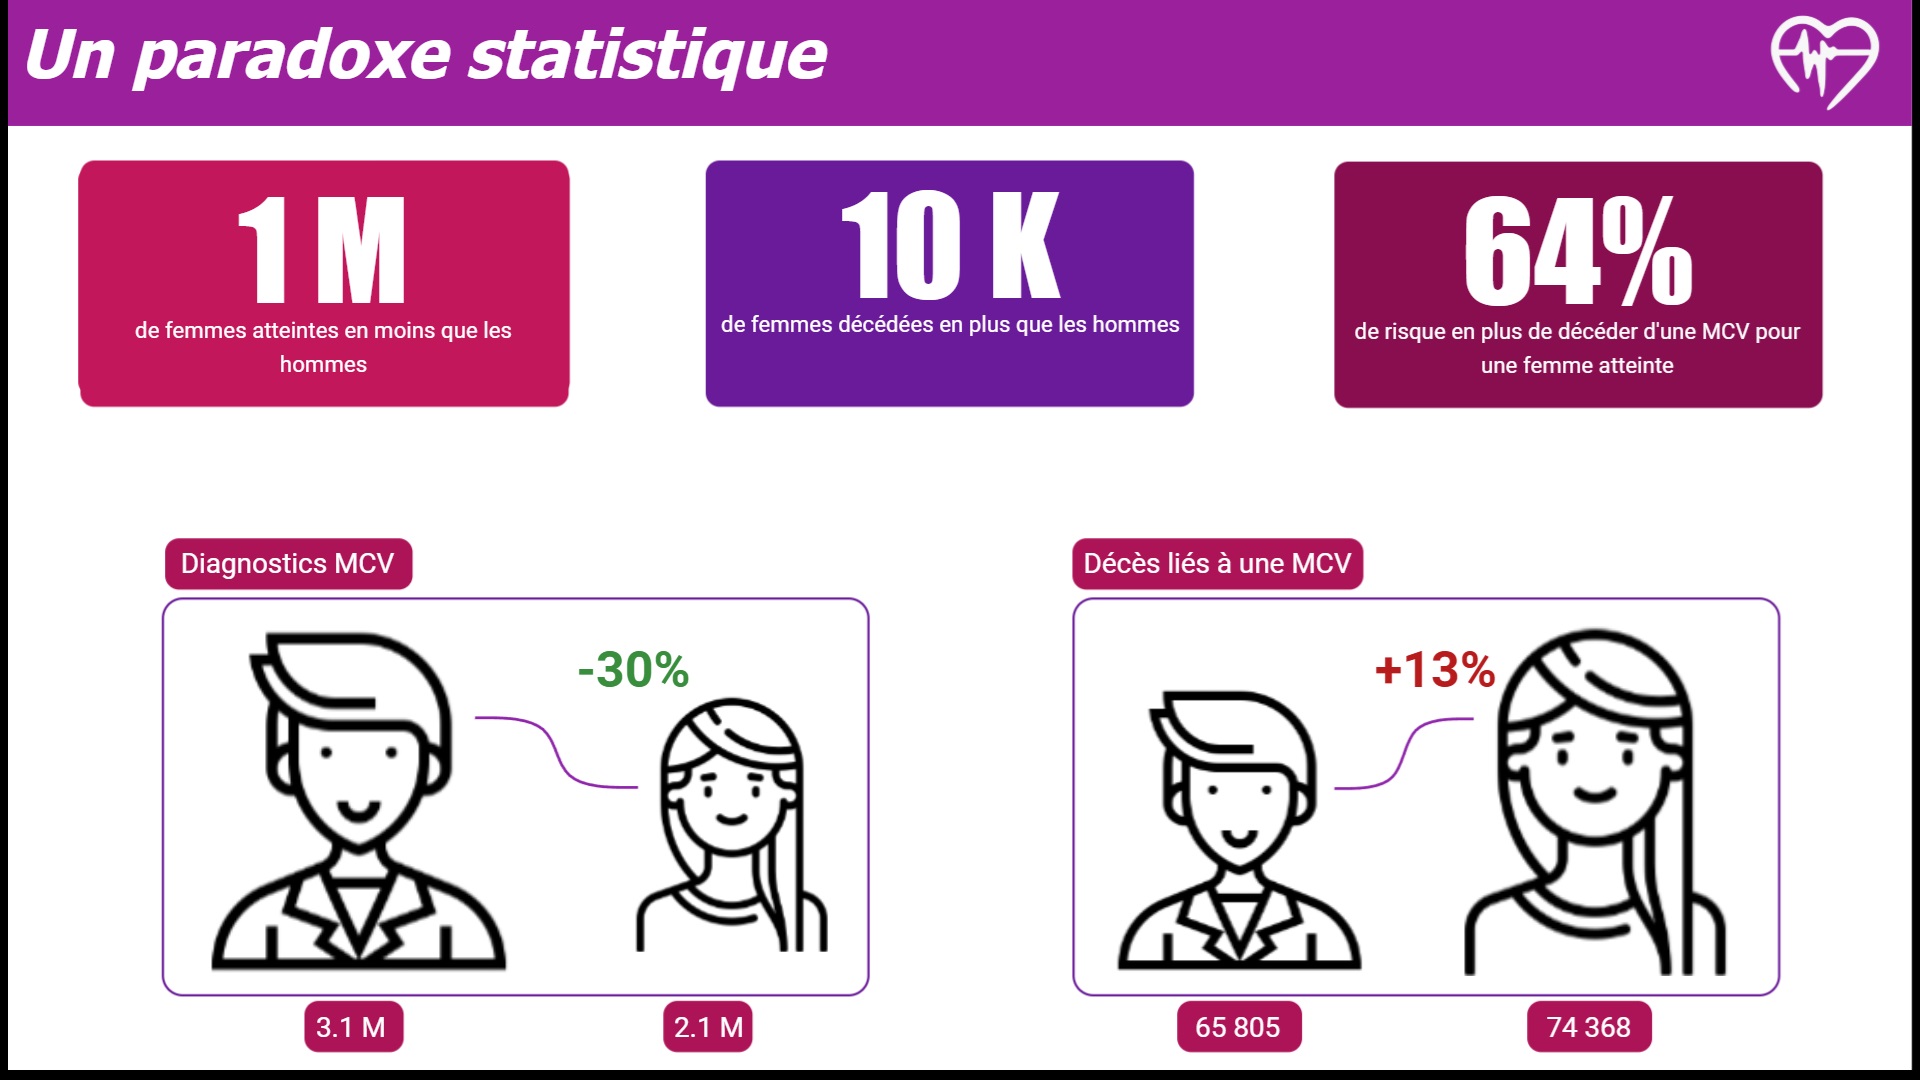 Un paradoxe statistique
1 M
de femmes atteintes en moins que les
hommes
10 K
de femmes décédées en plus que les hommes
64%
de risque en plus de décéder d'une MCV pour
une femme atteinte
Diagnostics MCV
-30%
3.1 M
2.1 M
Décès liés à une MCV
+13%
65 805
74 368